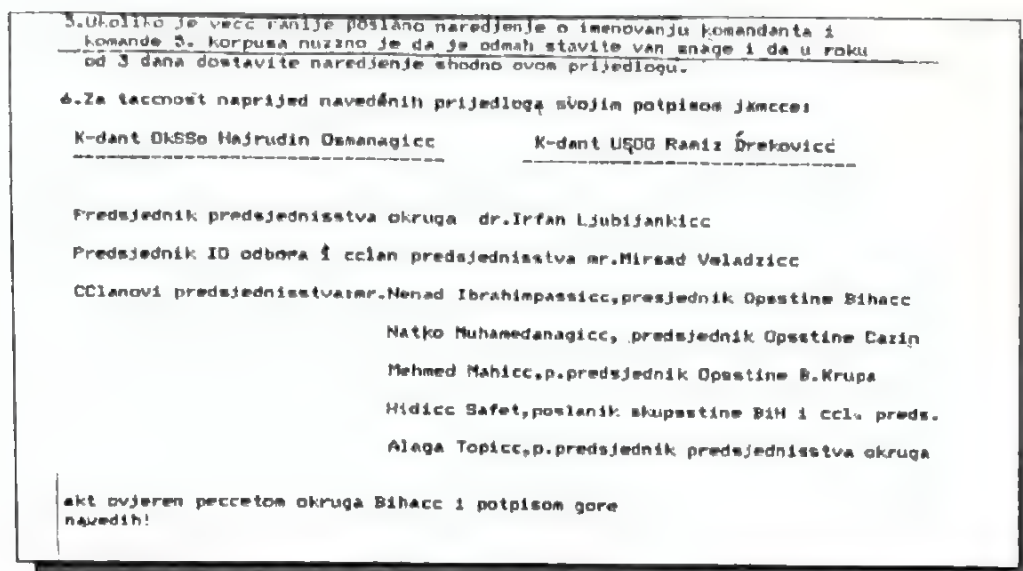 5.Ukoliko je vecc ranije poslano naredjenje o imenovanju komandanta i
komande 5. korpusa nuzzno je da je odmah stavite van snage i da u roku
od 3 dana dostavite naredjenje shodno ovom prijedlogu.
6.Za taccnost naprijed navedenih prijedloga svojim potpisom jamcce:
K-dant OkSSo Hajrudin Osmanagicc K-dant USOG Ramiz Drekovicc
Predsjednik predsjednisstva okruga dr.Irfan Ljubijankicc
Predsjednik IO odbora i cclan predsjednisstva mr.Mirsad Veladzicc
CClanovi predsjednisstva:mr.Nenad Ibrahimpassicc,presjednik Opsstine Bihacc
Natko Muhamedanagicc, predsjednik Opsstine Cazin
Mehmed Mahicc,p.predsjednik Opsstine B.Krupa
Hidicc Safet,poslanik skupsstine BiH i ccl. preds.
Alaga Topicc,p.predsjednik predsjednisstva okruga
akt ovjeren peccetom okruga Bihacc i potpisom gore
navedih!